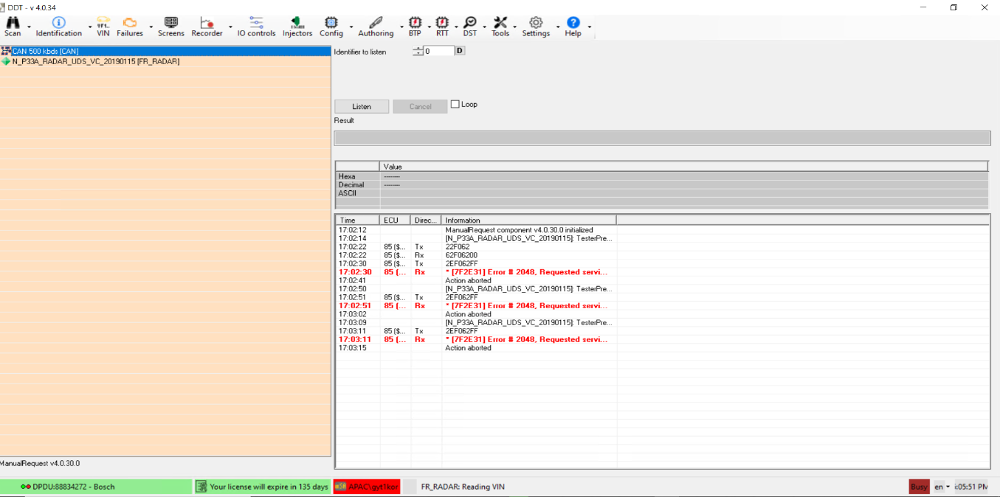 DDT - v 4.0.34
Scan Identification VIN Failures Screens Recorder IO controls Injectors Config Authoring BTP RTT DST Tools Settings Help
CAN 500 kbds [CAN]
N_P33A_RADAR_UDS_VC_20190115 [FR_RADAR]
Identifier to listen 0 D
Listen Cancel Loop
Result
Value
Hexa --------
Decimal --------
ASCII
Time ECU Direc... Information
17:02:12 ManualRequest component v4.0.30.0 initialized
17:02:14 [N_P33A_RADAR_UDS_VC_20190115]: TesterPre...
17:02:22 85 ($... Tx 22F062
17:02:22 85 ($... Rx 62F06200
17:02:30 85 ($... Tx 2EF062FF
17:02:30 85 (... Rx * [7F2E31] Error # 2048, Requested servi...
17:02:41 Action aborted
17:02:50 [N_P33A_RADAR_UDS_VC_20190115]: TesterPre...
17:02:51 85 ($... Tx 2EF062FF
17:02:51 85 (... Rx * [7F2E31] Error # 2048, Requested servi...
17:03:02 Action aborted
17:03:09 [N_P33A_RADAR_UDS_VC_20190115]: TesterPre...
17:03:11 85 ($... Tx 2EF062FF
17:03:11 85 (... Rx * [7F2E31] Error # 2048, Requested servi...
17:03:15 Action aborted
ManualRequest v4.0.30.0
DPDU:88834272 - Bosch Your license will expire in 135 days APAC\gyt1kor FR_RADAR: Reading VIN Busy en :05:51 PM